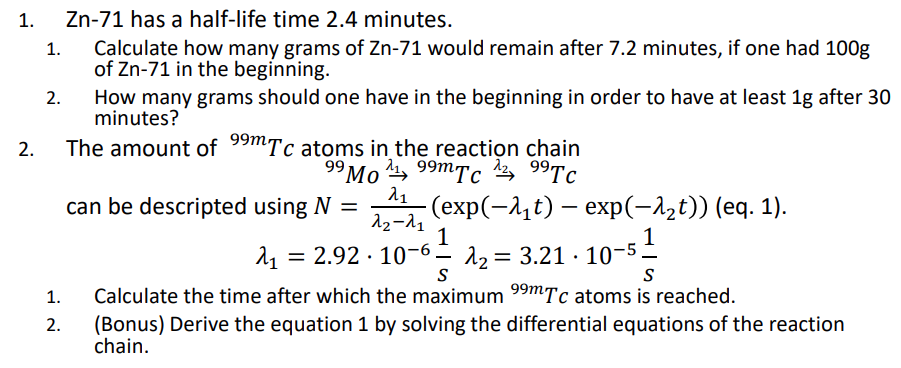 1. Zn-71 has a half-life time 2.4 minutes.
1. Calculate how many grams of Zn-71 would remain after 7.2 minutes, if one had 100g
of Zn-71 in the beginning.
2. How many grams should one have in the beginning in order to have at least 1g after 30
minutes?
2. The amount of ⁹⁹ᵐTc atoms in the reaction chain
⁹⁹Mo λ₁→ ⁹⁹ᵐTc λ₂→ ⁹⁹Tc
can be descripted using N = λ₁/(λ₂−λ₁) (exp(−λ₁t) − exp(−λ₂t)) (eq. 1).
λ₁ = 2.92 · 10⁻⁶ 1/s λ₂ = 3.21 · 10⁻⁵ 1/s
1. Calculate the time after which the maximum ⁹⁹ᵐTc atoms is reached.
2. (Bonus) Derive the equation 1 by solving the differential equations of the reaction
chain.